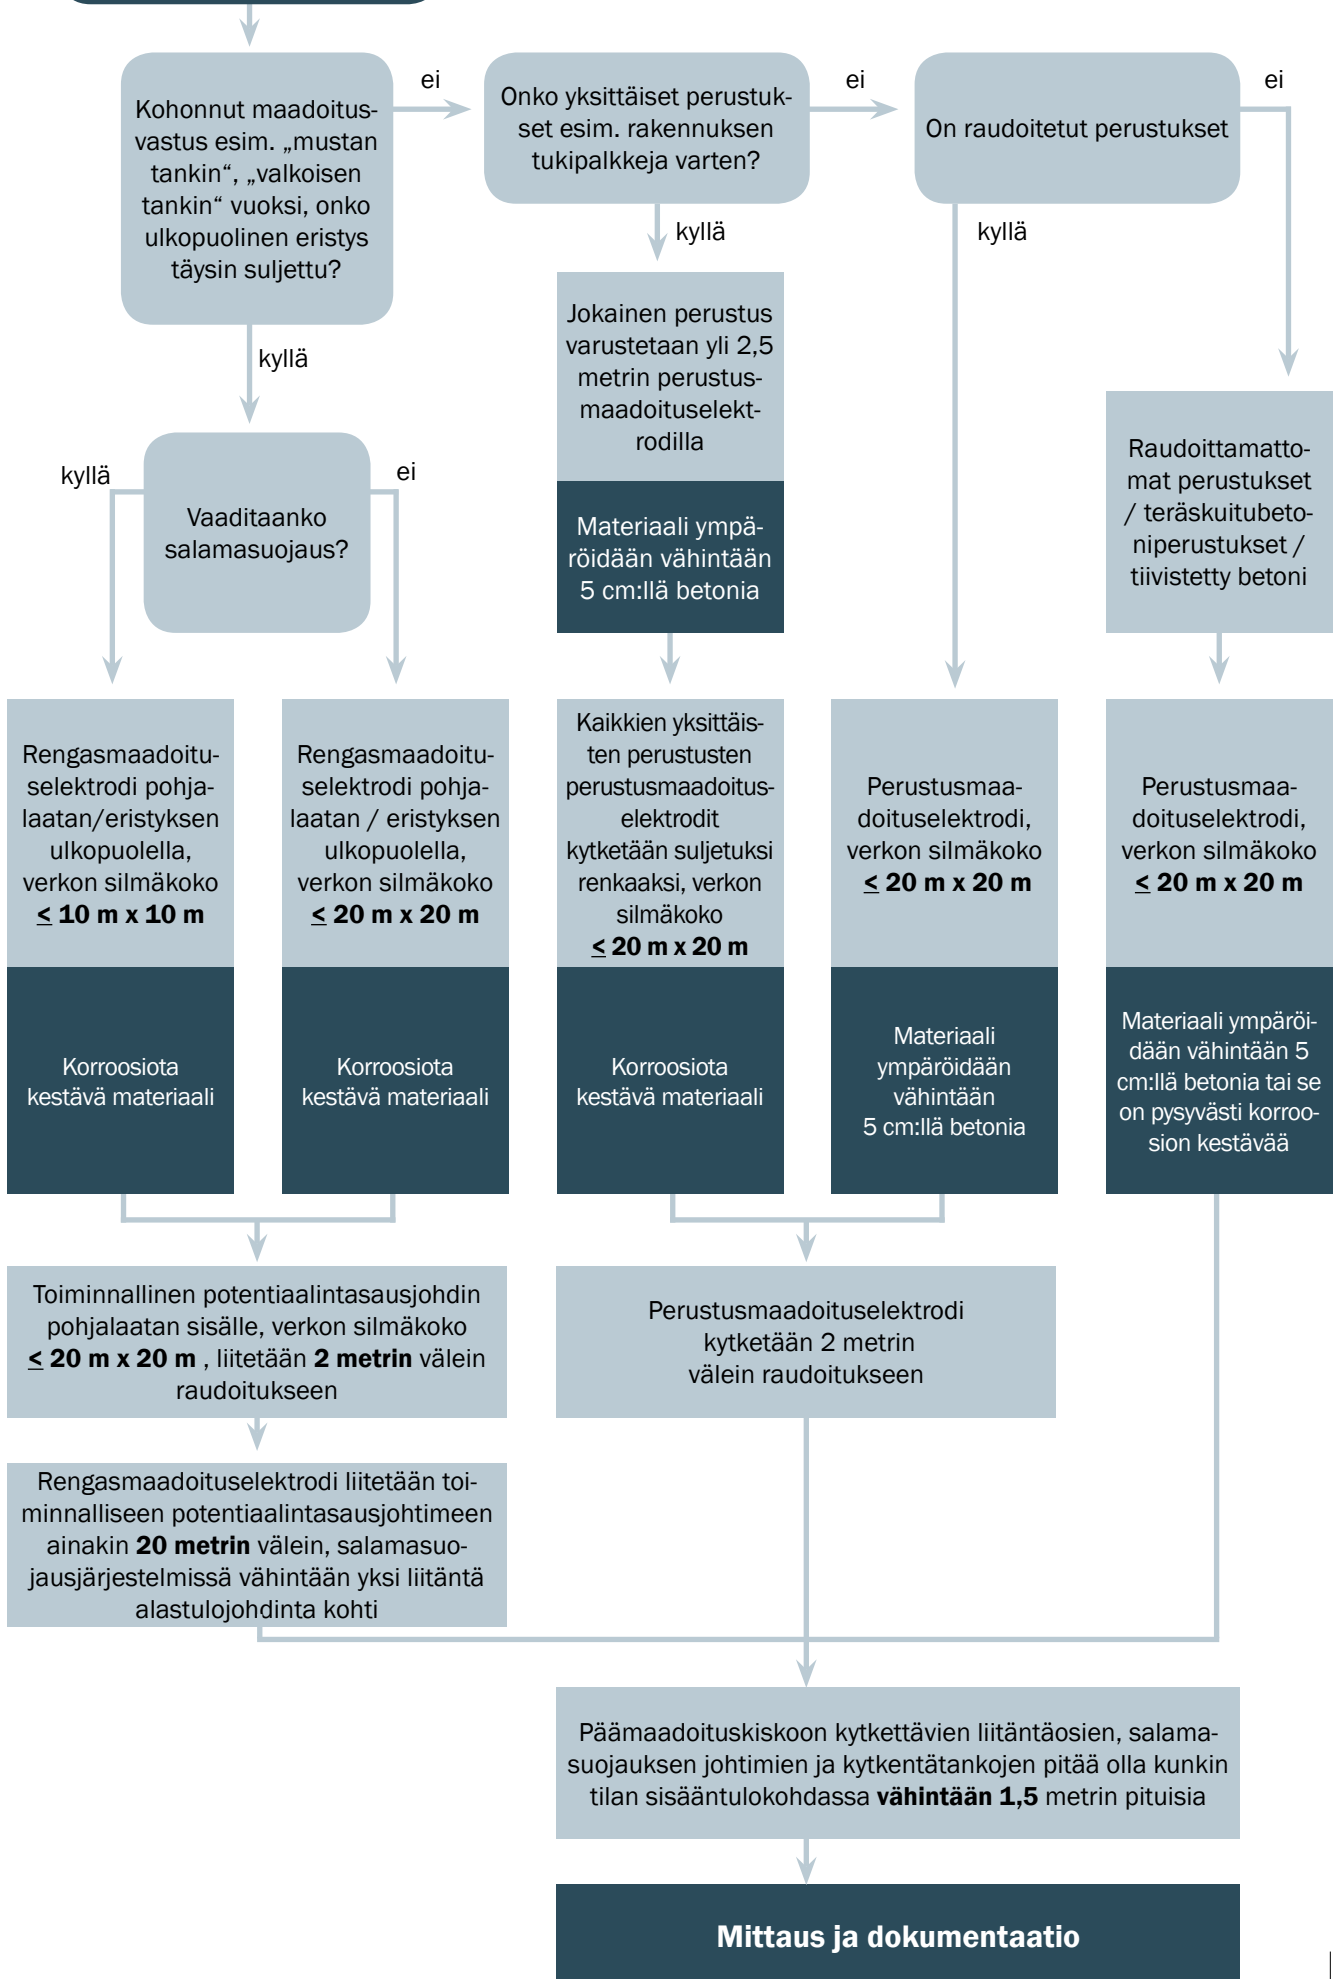 Kohonnut maadoitus-
vastus esim. „mustan
tankin“, „valkoisen
tankin“ vuoksi, onko
ulkopuolinen eristys
täysin suljettu?
ei
Onko yksittäiset perustuk-
set esim. rakennuksen
tukipalkkeja varten?
ei
On raudoitetut perustukset
ei
kyllä
kyllä
kyllä
Jokainen perustus
varustetaan yli 2,5
metrin perustus-
maadoituselekt-
rodilla
Materiaali ympä-
röidään vähintään
5 cm:llä betonia
Raudoittamatto-
mat perustukset
/ teräskuitubeto-
niperustukset /
tiivistetty betoni
kyllä
Vaaditaanko
salamasuojaus?
ei
Rengasmaadoitu-
selektrodi pohja-
laatan/eristyksen
ulkopuolella,
verkon silmäkoko
≤ 10 m x 10 m
Korroosiota
kestävä materiaali
Rengasmaadoitu-
selektrodi pohja-
laatan / eristyksen
ulkopuolella,
verkon silmäkoko
≤ 20 m x 20 m
Korroosiota
kestävä materiaali
Kaikkien yksittäis-
ten perustusten
perustusmaadoitus-
elektrodit
kytketään suljetuksi
renkaaksi, verkon
silmäkoko
≤ 20 m x 20 m
Korroosiota
kestävä materiaali
Perustusmaa-
doituselektrodi,
verkon silmäkoko
≤ 20 m x 20 m
Materiaali
ympäröidään
vähintään
5 cm:llä betonia
Perustusmaa-
doituselektrodi,
verkon silmäkoko
≤ 20 m x 20 m
Materiaali ympäröi-
dään vähintään 5
cm:llä betonia tai se
on pysyvästi korroo-
sion kestävää
Toiminnallinen potentiaalintasausjohdin
pohjalaatan sisälle, verkon silmäkoko
≤ 20 m x 20 m , liitetään 2 metrin välein
raudoitukseen
Perustusmaadoituselektrodi
kytketään 2 metrin
välein raudoitukseen
Rengasmaadoituselektrodi liitetään toi-
minnalliseen potentiaalintasausjohtimeen
ainakin 20 metrin välein, salamasuo-
jausjärjestelmissä vähintään yksi liitäntä
alastulojohdinta kohti
Päämaadoituskiskoon kytkettävien liitäntäosien, salama-
suojauksen johtimien ja kytkentätankojen pitää olla kunkin
tilan sisääntulokohdassa vähintään 1,5 metrin pituisia
Mittaus ja dokumentaatio